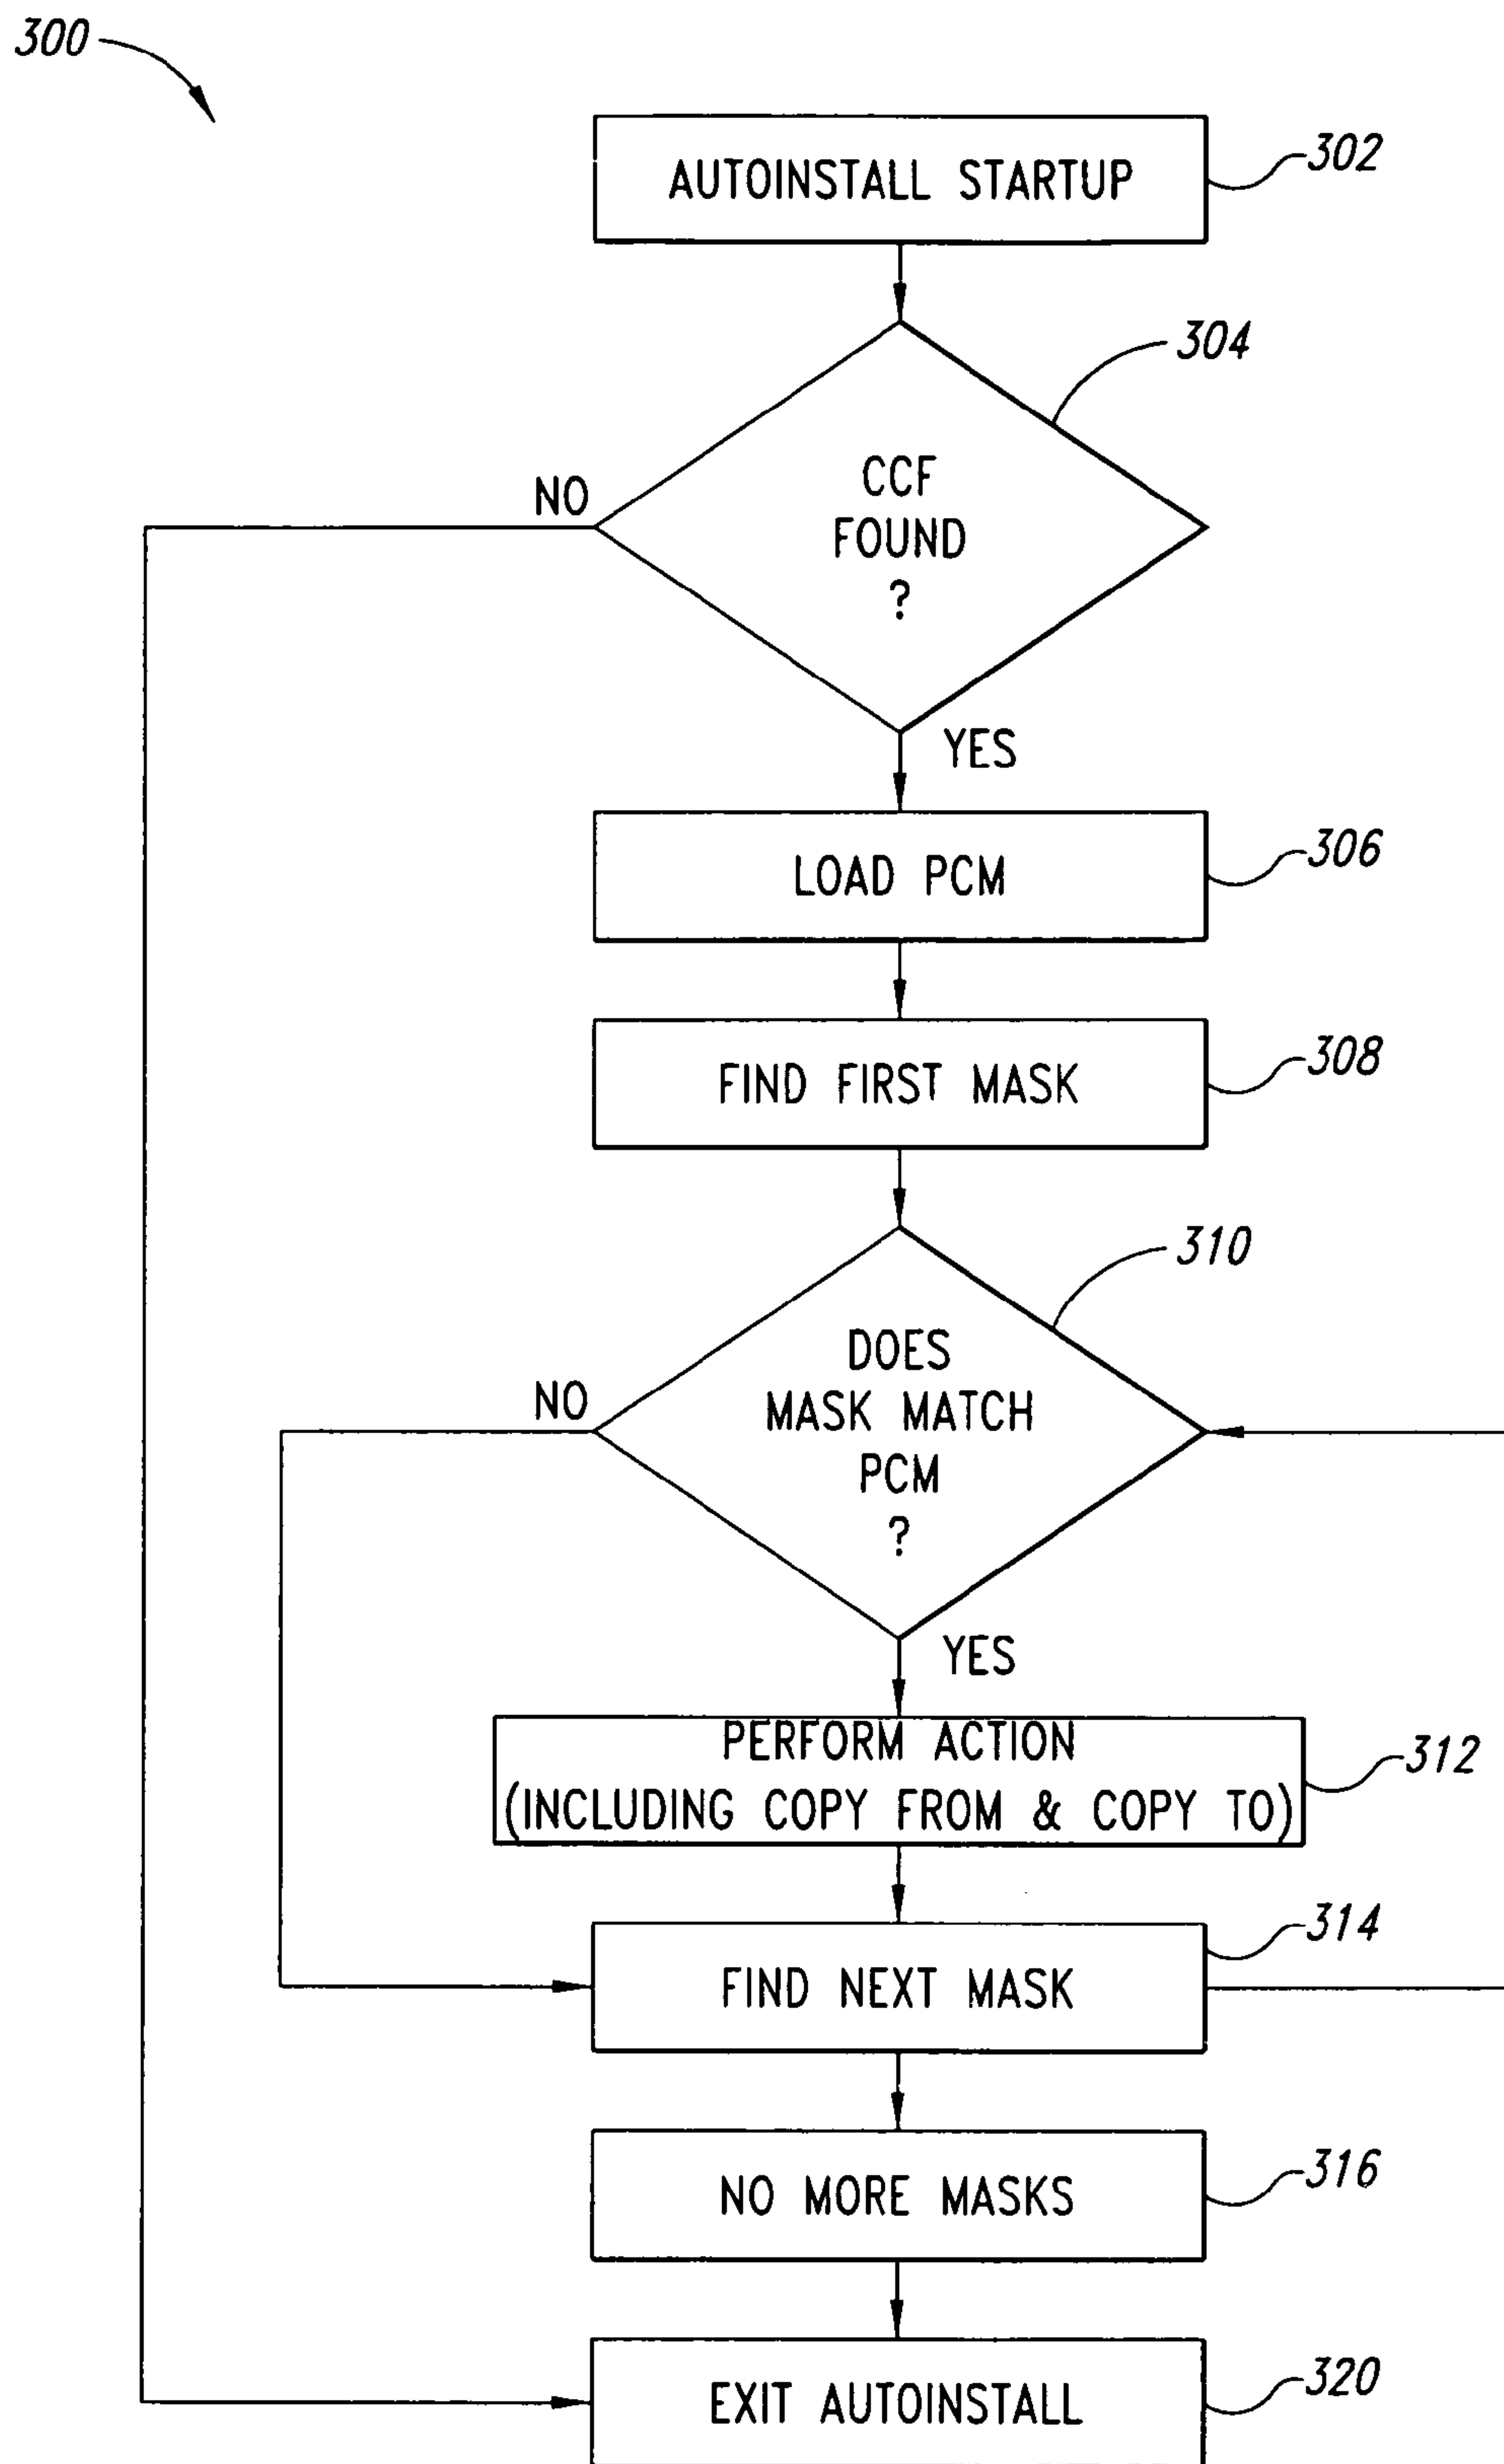 300
AUTOINSTALL STARTUP
302
304
CCF
FOUND
?
NO
YES
LOAD PCM
306
FIND FIRST MASK
308
310
DOES
MASK MATCH
PCM
?
NO
YES
PERFORM ACTION
(INCLUDING COPY FROM & COPY TO)
312
314
FIND NEXT MASK
NO MORE MASKS
316
EXIT AUTOINSTALL
320